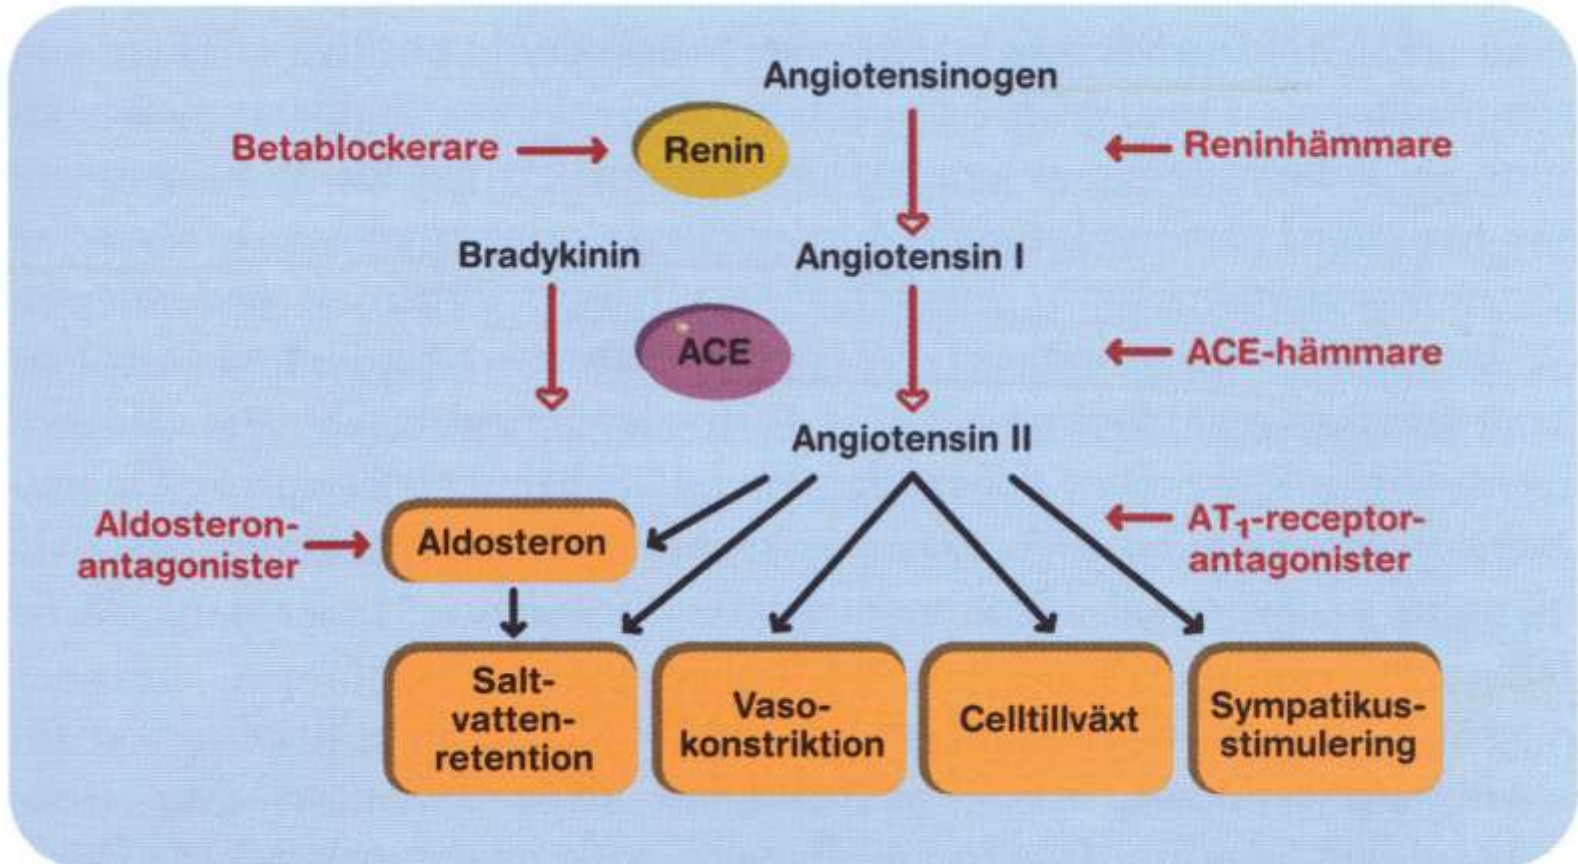 Angiotensinogen
Betablockerare
Renin
Reninhämmare
Bradykinin
Angiotensin I
ACE
ACE-hämmare
Angiotensin II
Aldosteron-
antagonister
Aldosteron
AT₁-receptor-
antagonister
Salt-
vatten-
retention
Vaso-
konstriktion
Celltillväxt
Sympatikus-
stimulering